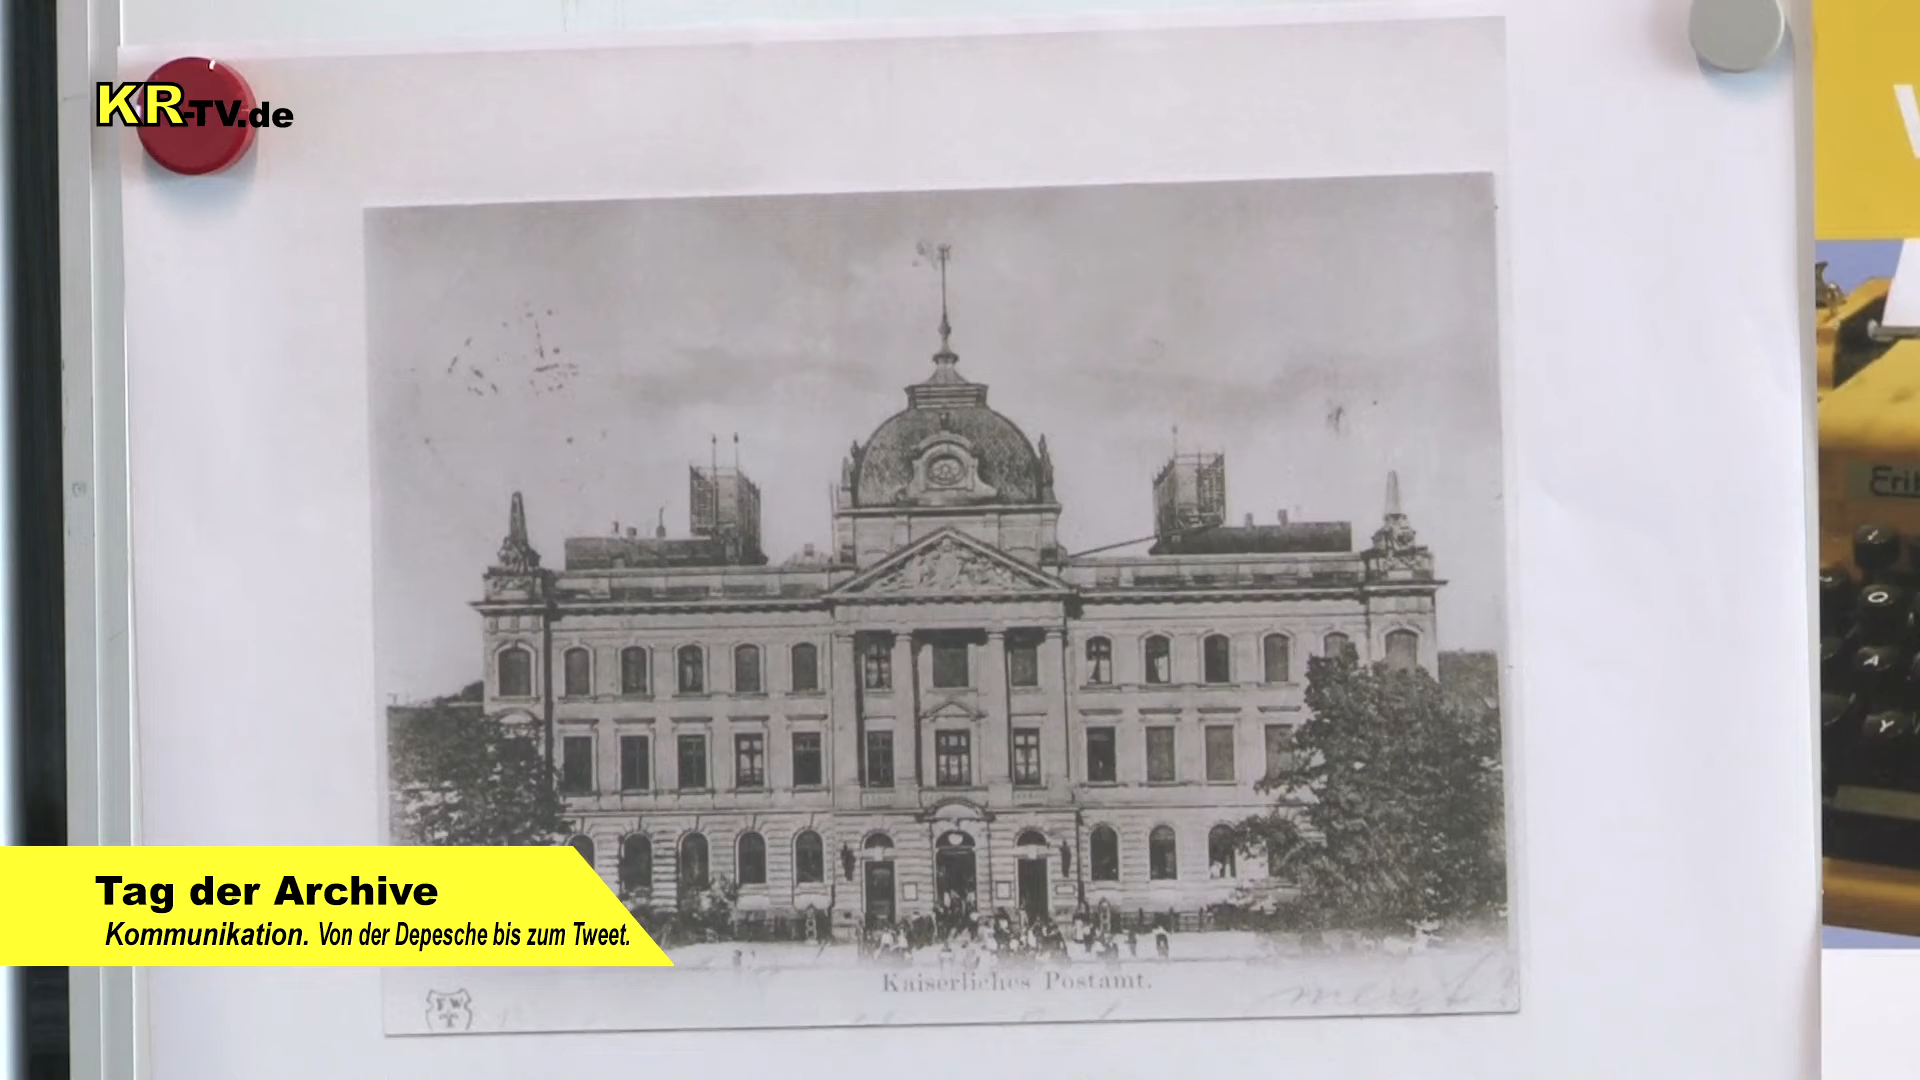 KR-TV.de
Tag der Archive
Kommunikation. Von der Depesche bis zum Tweet.
Kaiserliches Postamt.